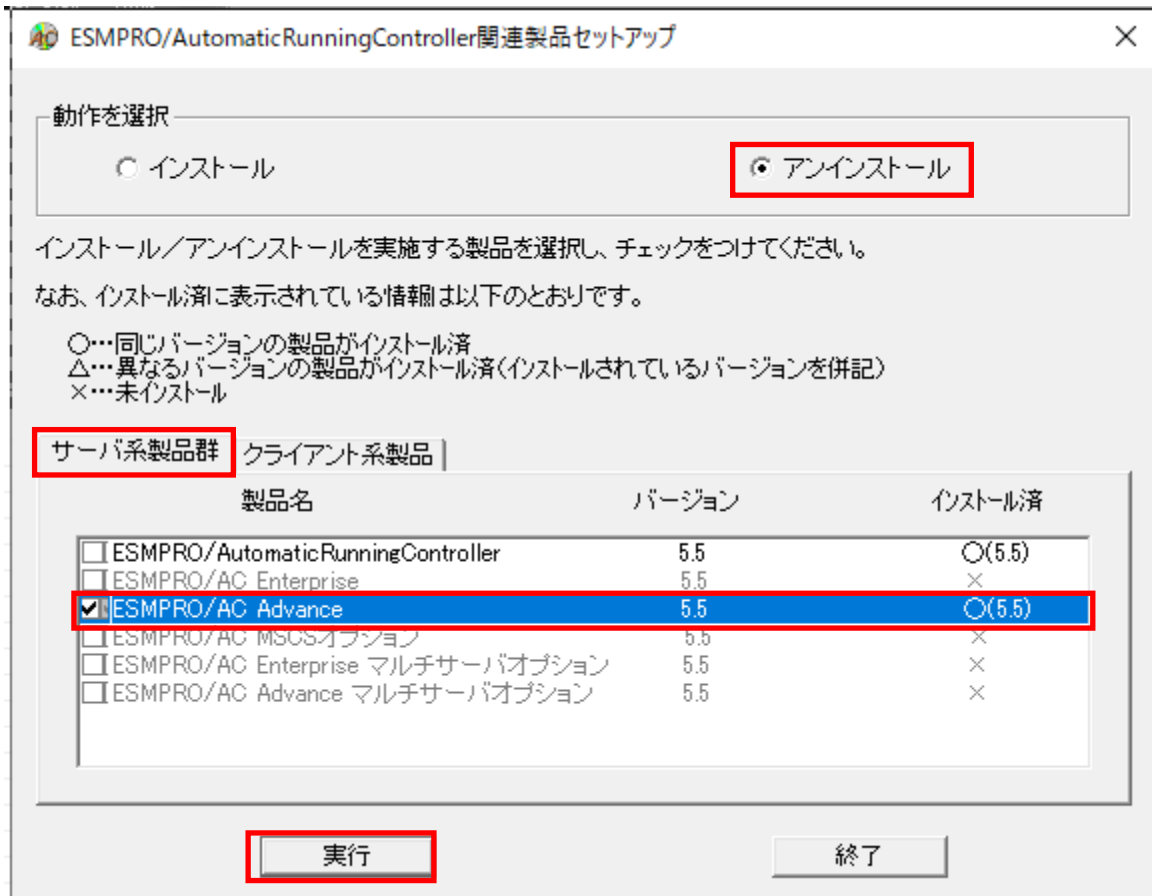 ESMPRO/AutomaticRunningController関連製品セットアップ
動作を選択
インストール アンインストール
インストール／アンインストールを実施する製品を選択し、チェックをつけてください。
なお、インストール済に表示されている情報は以下のとおりです。
○…同じバージョンの製品がインストール済
△…異なるバージョンの製品がインストール済(インストールされているバージョンを併記)
×…未インストール
サーバ系製品群 クライアント系製品
製品名 バージョン インストール済
ESMPRO/AutomaticRunningController 5.5 ○(5.5)
ESMPRO/AC Enterprise 5.5 ×
ESMPRO/AC Advance 5.5 ○(5.5)
ESMPRO/AC MSCSオプション 5.5 ×
ESMPRO/AC Enterprise マルチサーバオプション 5.5 ×
ESMPRO/AC Advance マルチサーバオプション 5.5 ×
実行 終了